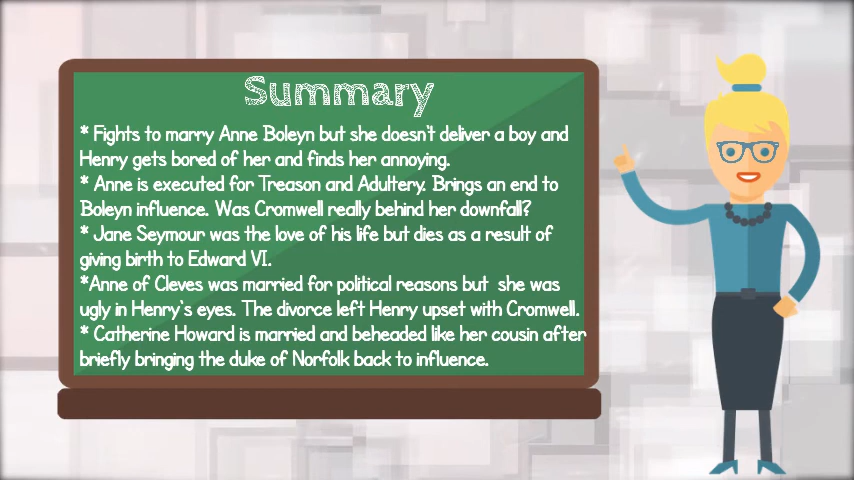 Summary
* Fights to marry Anne Boleyn but she doesn't deliver a boy and
Henry gets bored of her and finds her annoying.
* Anne is executed for Treason and Adultery. Brings an end to
Boleyn influence. Was Cromwell really behind her downfall?
* Jane Seymour was the love of his life but dies as a result of
giving birth to Edward VI.
*Anne of Cleves was married for political reasons but she was
ugly in Henry's eyes. The divorce left Henry upset with Cromwell.
* Catherine Howard is married and beheaded like her cousin after
briefly bringing the duke of Norfolk back to influence.